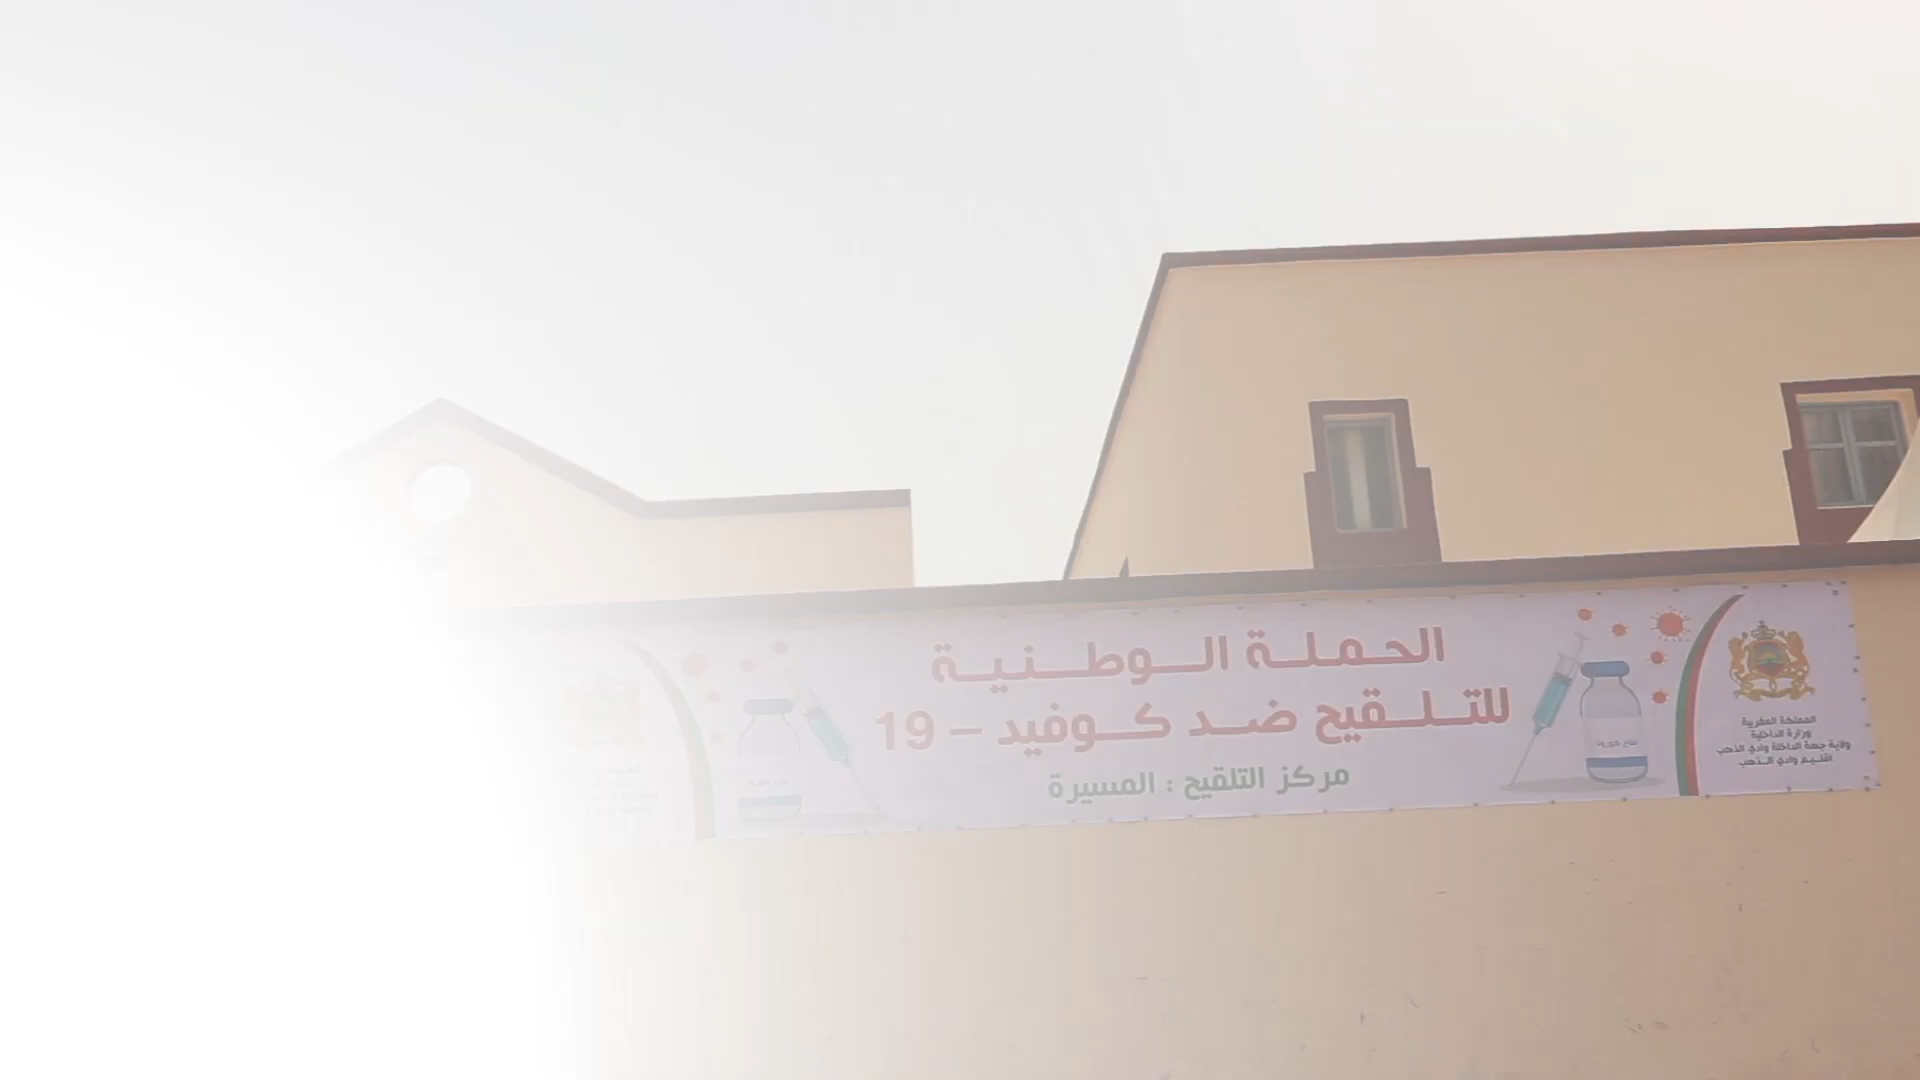 الحملة الوطنية
للتلقيح ضد كوفيد – 19
مركز التلقيح : المسيرة
المملكة المغربية
وزارة الداخلية
ولاية جهة الداخلة وادي الذهب
اقليم وادي الذهب